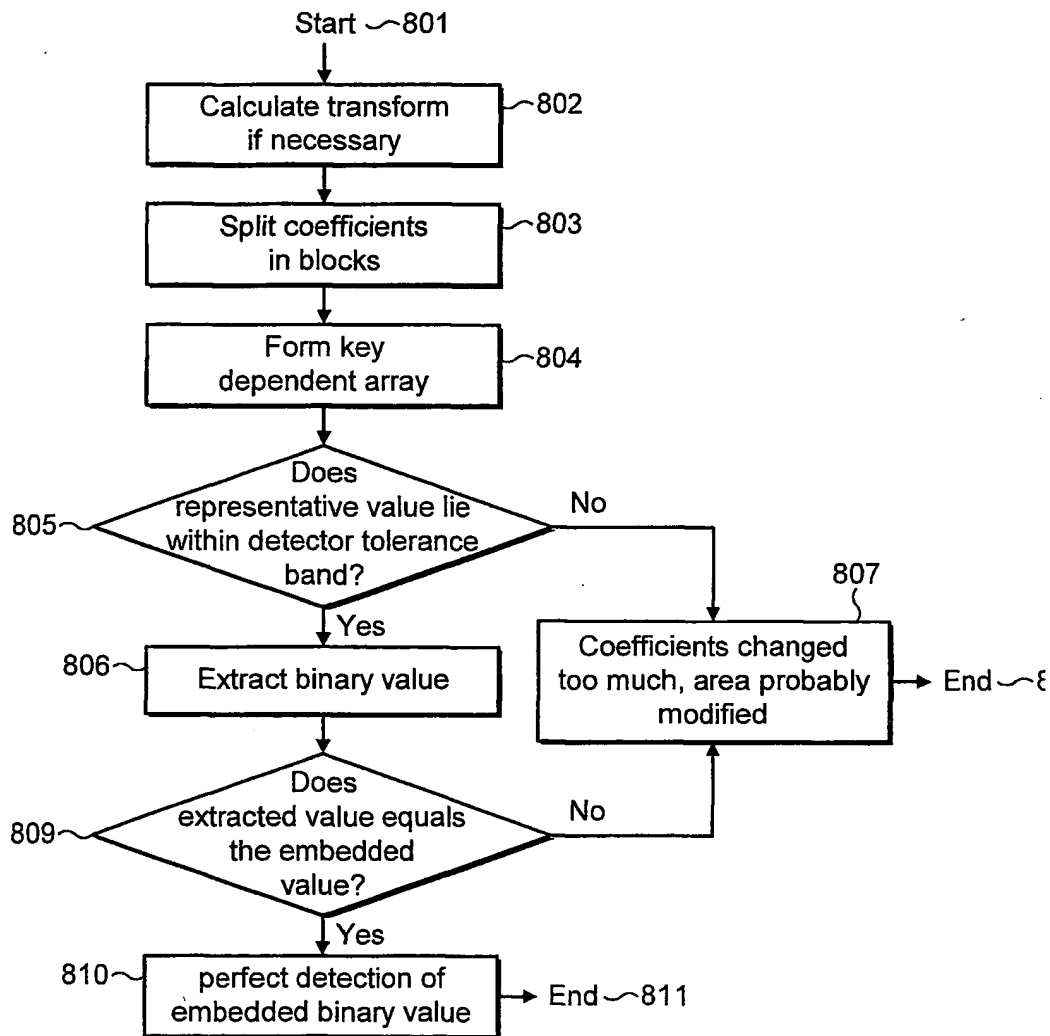 Start 801
Calculate transform
if necessary
802
Split coefficients
in blocks
803
Form key
dependent array
804
Does
representative value lie
within detector tolerance
band?
805
No
Yes
807
Coefficients changed
too much, area probably
modified
End
806
Extract binary value
Does
extracted value equals
the embedded
value?
809
No
Yes
810
perfect detection of
embedded binary value
End 811